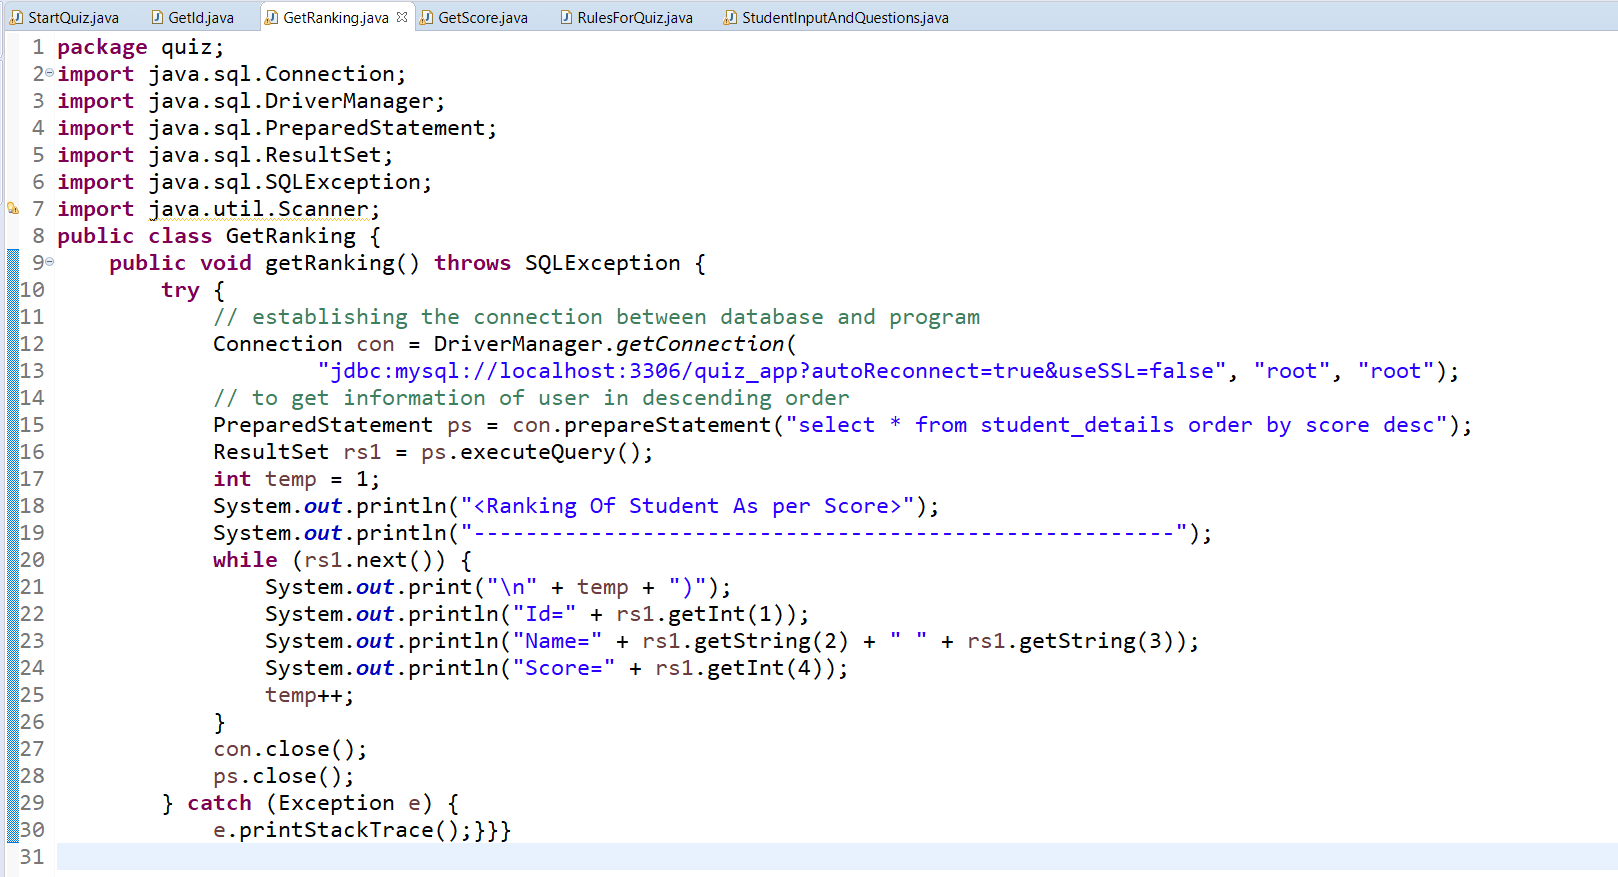 StartQuiz.java GetId.java GetRanking.java GetScore.java RulesForQuiz.java StudentInputAndQuestions.java
1 package quiz;
2 import java.sql.Connection;
3 import java.sql.DriverManager;
4 import java.sql.PreparedStatement;
5 import java.sql.ResultSet;
6 import java.sql.SQLException;
7 import java.util.Scanner;
8 public class GetRanking {
9     public void getRanking() throws SQLException {
10         try {
11             // establishing the connection between database and program
12             Connection con = DriverManager.getConnection(
13                     "jdbc:mysql://localhost:3306/quiz_app?autoReconnect=true&useSSL=false", "root", "root");
14             // to get information of user in descending order
15             PreparedStatement ps = con.prepareStatement("select * from student_details order by score desc");
16             ResultSet rs1 = ps.executeQuery();
17             int temp = 1;
18             System.out.println("<Ranking Of Student As per Score>");
19             System.out.println("------------------------------------------------------");
20             while (rs1.next()) {
21                 System.out.print("\n" + temp + ")");
22                 System.out.println("Id=" + rs1.getInt(1));
23                 System.out.println("Name=" + rs1.getString(2) + " " + rs1.getString(3));
24                 System.out.println("Score=" + rs1.getInt(4));
25                 temp++;
26             }
27             con.close();
28             ps.close();
29         } catch (Exception e) {
30             e.printStackTrace();}}}
31